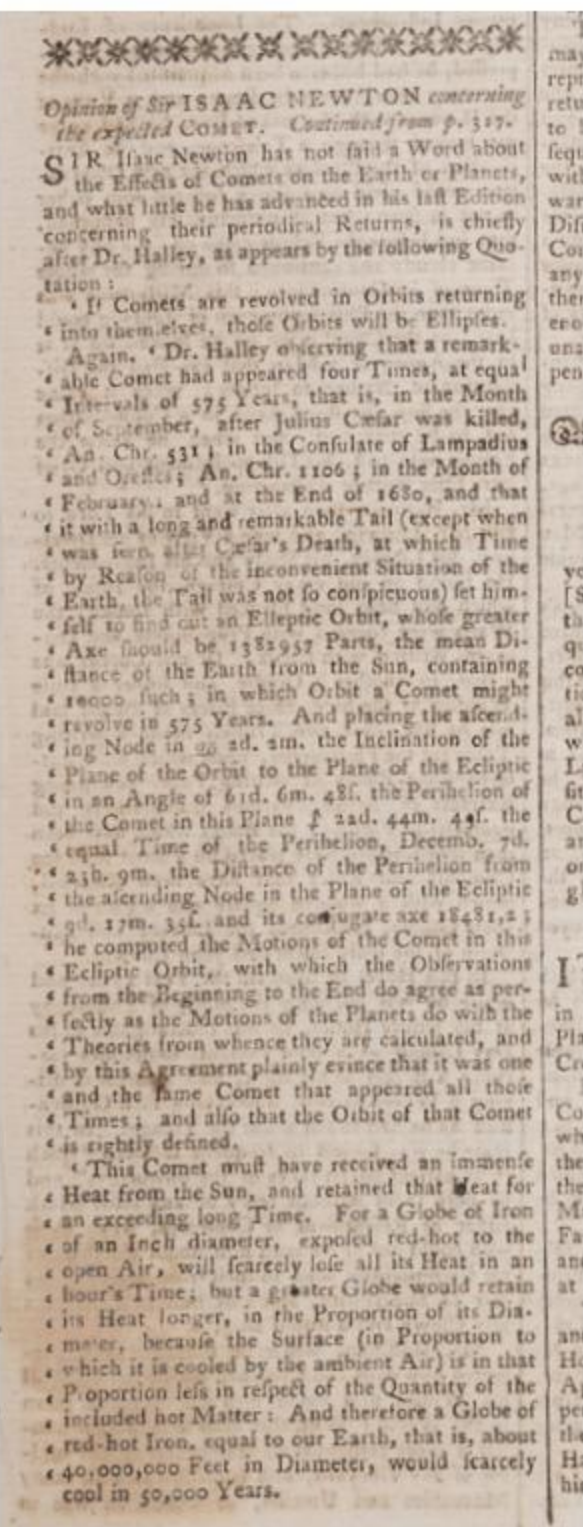 Opinion of Sir ISAAC NEWTON concerning
the expected COMET. Continued from p. 317.
SIR Isaac Newton has not ſaid a Word about
the Effects of Comets on the Earth or Planets,
and what little he has advanced in his laſt Edition
concerning their periodical Returns, is chiefly
after Dr. Halley, as appears by the following Quo-
tation:
‘ If Comets are revolved in Orbits returning
‘ into themſelves, thoſe Orbits will be Ellipſes.
Again. ‘ Dr. Halley obſerving that a remark-
‘ able Comet had appeared four Times, at equal
‘ Intervals of 575 Years, that is, in the Month
‘ of September, after Julius Cæſar was killed,
‘ An. Chr. 531; in the Conſulate of Lampadius
‘ and Oreſtes; An. Chr. 1106; in the Month of
‘ February; and at the End of 1680, and that
‘ it with a long and remarkable Tail (except when
‘ was ſeen after Cæſar's Death, at which Time
‘ by Reaſon of the inconvenient Situation of the
‘ Earth, the Tail was not ſo conſpicuous) ſet him-
‘ ſelf to find out an Elleptic Orbit, whoſe greater
‘ Axe ſhould be 1382957 Parts, the mean Di-
‘ ſtance of the Earth from the Sun, containing
‘ 10000 ſuch; in which Orbit a Comet might
‘ revolve in 575 Years. And placing the aſcend-
‘ ing Node in 2d. 2m. the Inclination of the
‘ Plane of the Orbit to the Plane of the Ecliptic
‘ in an Angle of 61d. 6m. 48ſ. the Perihelion of
‘ the Comet in this Plane 22d. 44m. 49ſ. the
‘ equal Time of the Perihelion, Decemb. 7d.
‘ 23h. 9m. the Diſtance of the Perihelion from
‘ the aſcending Node in the Plane of the Ecliptic
‘ 9d. 17m. 35ſ. and its conjugate axe 18481,2;
‘ he computed the Motions of the Comet in this
‘ Ecliptic Orbit, with which the Obſervations
‘ from the Beginning to the End do agree as per-
‘ fectly as the Motions of the Planets do with the
‘ Theories from whence they are calculated, and
‘ by this Agreement plainly evince that it was one
‘ and the ſame Comet that appeared all thoſe
‘ Times; and alſo that the Orbit of that Comet
‘ is rightly defined.
‘ This Comet muſt have received an immenſe
‘ Heat from the Sun, and retained that Heat for
‘ an exceeding long Time. For a Globe of Iron
‘ of an Inch diameter, expoſed red-hot to the
‘ open Air, will ſcarcely loſe all its Heat in an
‘ hour's Time; but a greater Globe would retain
‘ its Heat longer, in the Proportion of its Dia-
‘ meter, becauſe the Surface (in Proportion to
‘ which it is cooled by the ambient Air) is in that
‘ Proportion leſs in reſpect of the Quantity of the
‘ included hot Matter: And therefore a Globe of
‘ red-hot Iron, equal to our Earth, that is, about
‘ 40,000,000 Feet in Diameter, would ſcarcely
cool in 50,000 Years.